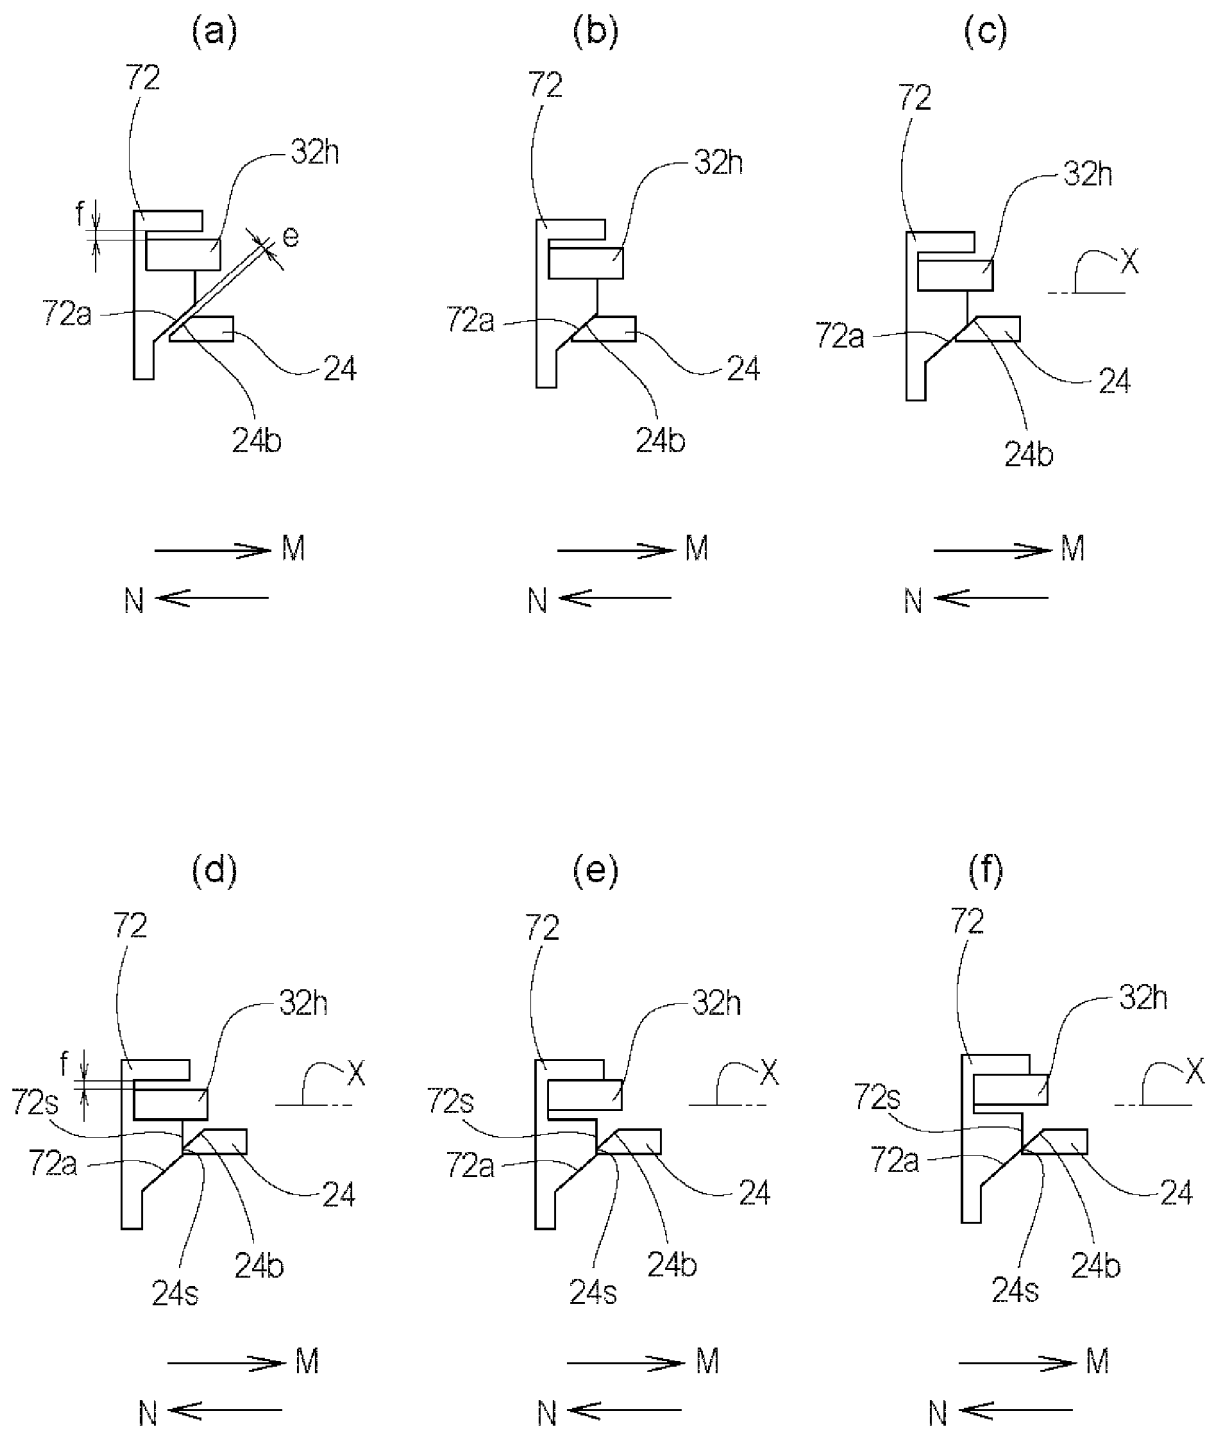 (a) (b) (c)
72 72 72
32h 32h 32h
f e X
72a 72a 72a
24 24 24
24b 24b 24b
M M M
N N N
(d) (e) (f)
72 72 72
32h 32h 32h
f X X X
72s 72s 72s
72a 72a 72a
24 24 24
24b 24b 24b
24s 24s 24s
M M M
N N N